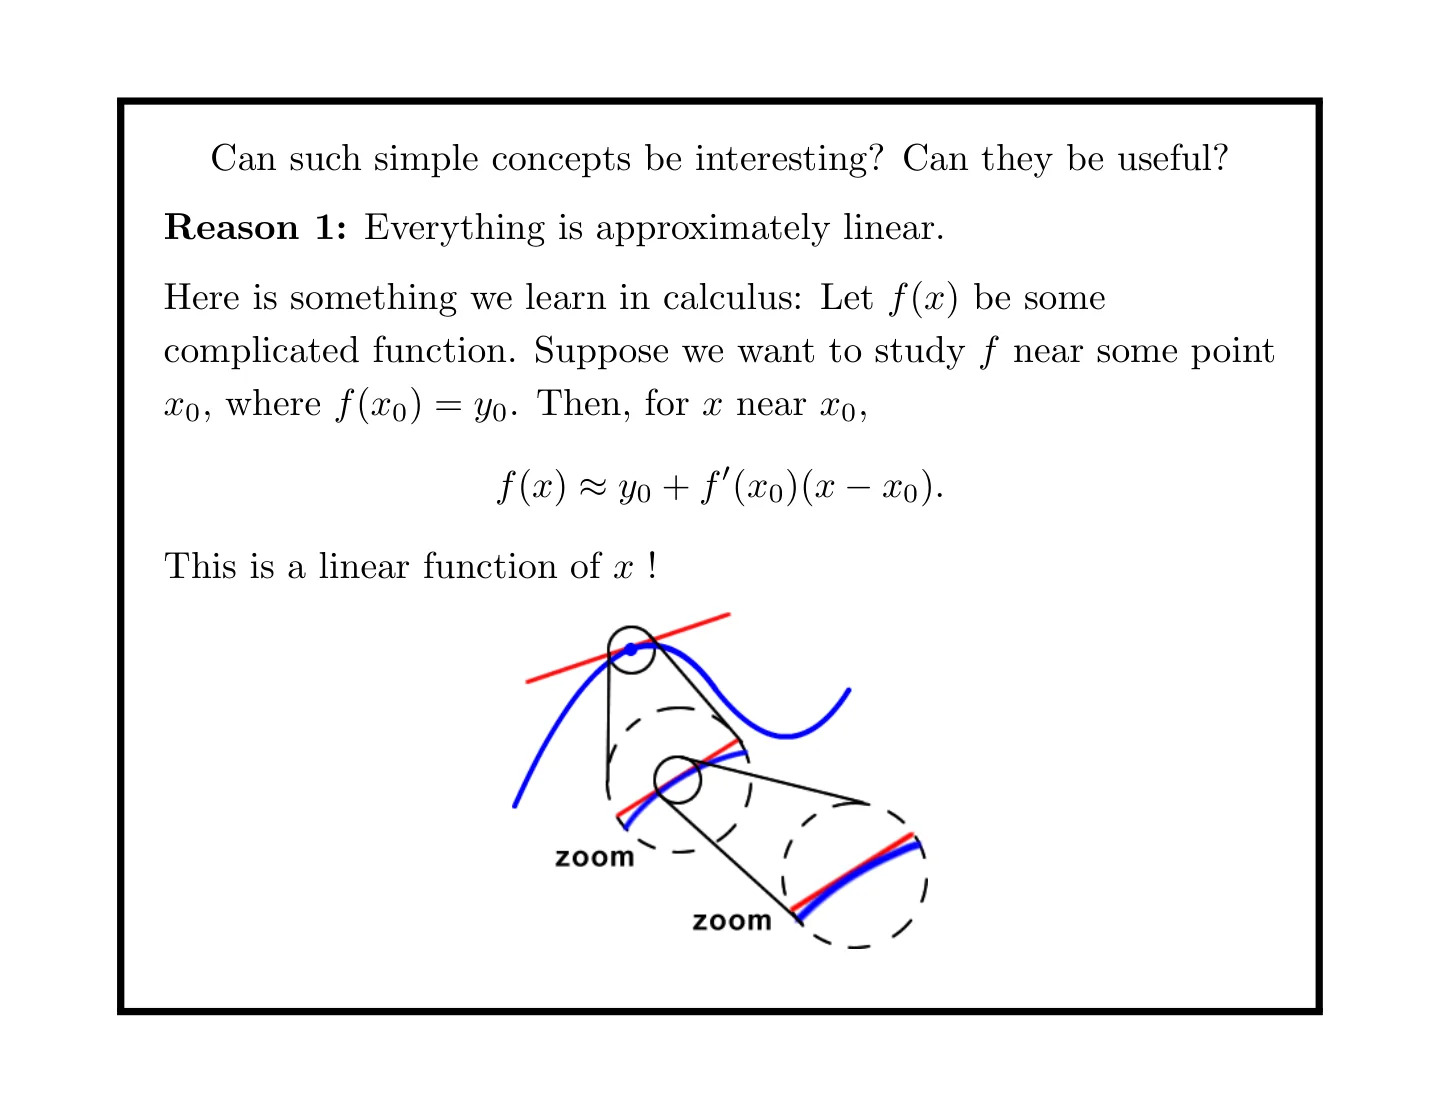 Can such simple concepts be interesting? Can they be useful?
Reason 1: Everything is approximately linear.
Here is something we learn in calculus: Let f(x) be some
complicated function. Suppose we want to study f near some point
x₀, where f(x₀) = y₀. Then, for x near x₀,
f(x) ≈ y₀ + f′(x₀)(x − x₀).
This is a linear function of x !
zoom
zoom